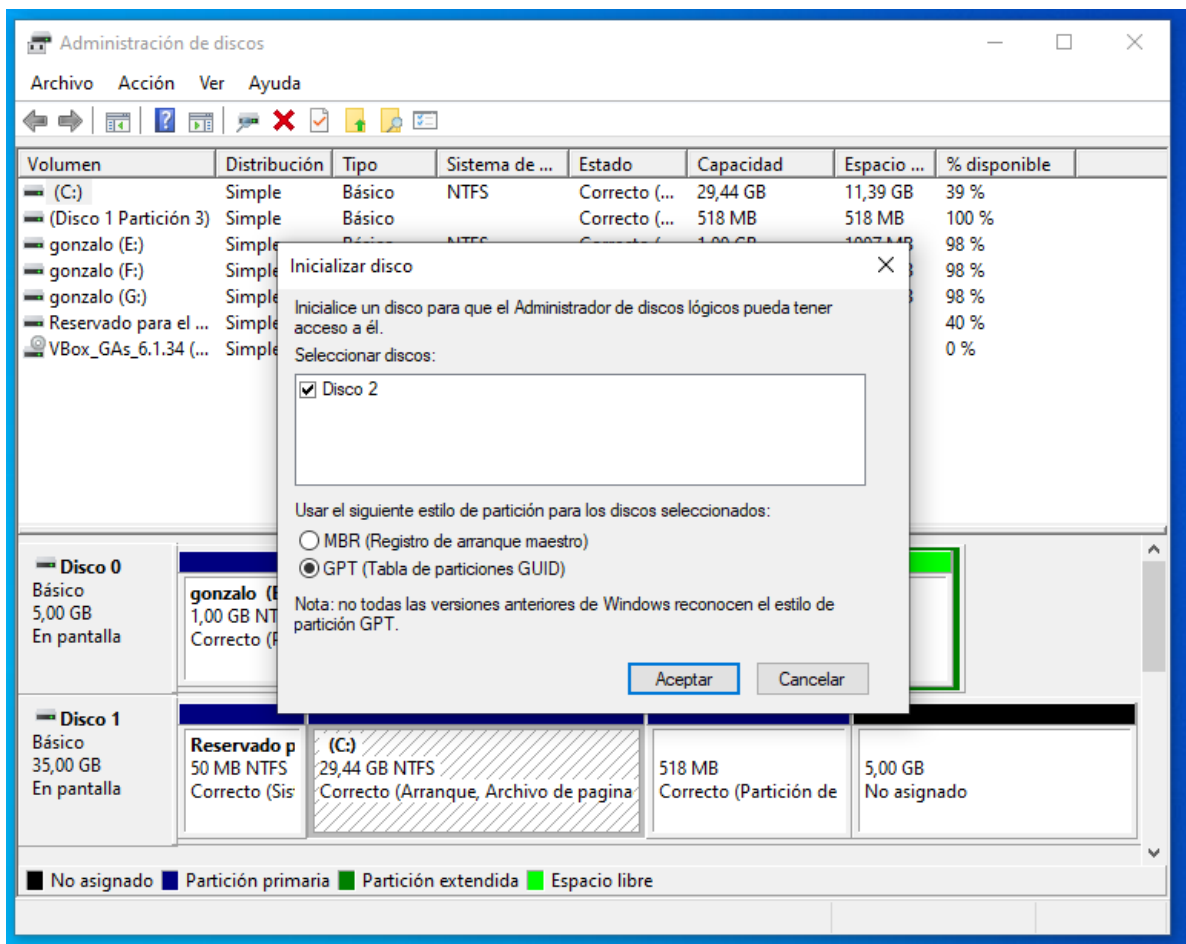 Administración de discos
Archivo Acción Ver Ayuda
Volumen Distribución Tipo Sistema de ... Estado Capacidad Espacio ... % disponible
(C:) Simple Básico NTFS Correcto (... 29,44 GB 11,39 GB 39 %
(Disco 1 Partición 3) Simple Básico Correcto (... 518 MB 518 MB 100 %
gonzalo (E:) Simple 98 %
gonzalo (F:) Simple 98 %
gonzalo (G:) Simple 98 %
Reservado para el ... Simple 40 %
VBox_GAs_6.1.34 (... Simple 0 %
Inicializar disco
Inicialice un disco para que el Administrador de discos lógicos pueda tener
acceso a él.
Seleccionar discos:
Disco 2
Usar el siguiente estilo de partición para los discos seleccionados:
MBR (Registro de arranque maestro)
GPT (Tabla de particiones GUID)
Nota: no todas las versiones anteriores de Windows reconocen el estilo de
partición GPT.
Aceptar Cancelar
Disco 0
Básico
5,00 GB
En pantalla
gonzalo (E
1,00 GB NT
Correcto (P
Disco 1
Básico
35,00 GB
En pantalla
Reservado p
50 MB NTFS
Correcto (Sis
(C:)
29,44 GB NTFS
Correcto (Arranque, Archivo de pagina
518 MB
Correcto (Partición de
5,00 GB
No asignado
No asignado Partición primaria Partición extendida Espacio libre